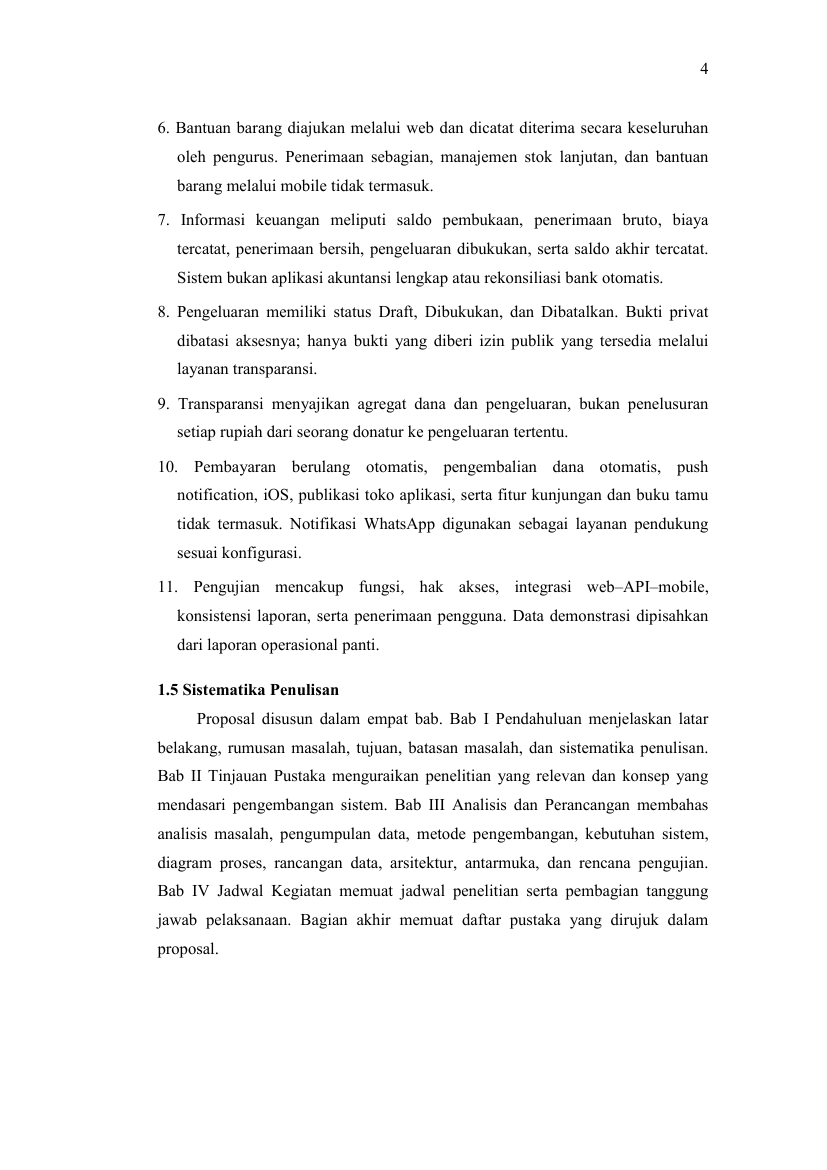 4
6. Bantuan barang diajukan melalui web dan dicatat diterima secara keseluruhan
oleh pengurus. Penerimaan sebagian, manajemen stok lanjutan, dan bantuan
barang melalui mobile tidak termasuk.
7. Informasi keuangan meliputi saldo pembukaan, penerimaan bruto, biaya
tercatat, penerimaan bersih, pengeluaran dibukukan, serta saldo akhir tercatat.
Sistem bukan aplikasi akuntansi lengkap atau rekonsiliasi bank otomatis.
8. Pengeluaran memiliki status Draft, Dibukukan, dan Dibatalkan. Bukti privat
dibatasi aksesnya; hanya bukti yang diberi izin publik yang tersedia melalui
layanan transparansi.
9. Transparansi menyajikan agregat dana dan pengeluaran, bukan penelusuran
setiap rupiah dari seorang donatur ke pengeluaran tertentu.
10. Pembayaran berulang otomatis, pengembalian dana otomatis, push
notification, iOS, publikasi toko aplikasi, serta fitur kunjungan dan buku tamu
tidak termasuk. Notifikasi WhatsApp digunakan sebagai layanan pendukung
sesuai konfigurasi.
11. Pengujian mencakup fungsi, hak akses, integrasi web–API–mobile,
konsistensi laporan, serta penerimaan pengguna. Data demonstrasi dipisahkan
dari laporan operasional panti.
1.5 Sistematika Penulisan
Proposal disusun dalam empat bab. Bab I Pendahuluan menjelaskan latar
belakang, rumusan masalah, tujuan, batasan masalah, dan sistematika penulisan.
Bab II Tinjauan Pustaka menguraikan penelitian yang relevan dan konsep yang
mendasari pengembangan sistem. Bab III Analisis dan Perancangan membahas
analisis masalah, pengumpulan data, metode pengembangan, kebutuhan sistem,
diagram proses, rancangan data, arsitektur, antarmuka, dan rencana pengujian.
Bab IV Jadwal Kegiatan memuat jadwal penelitian serta pembagian tanggung
jawab pelaksanaan. Bagian akhir memuat daftar pustaka yang dirujuk dalam
proposal.